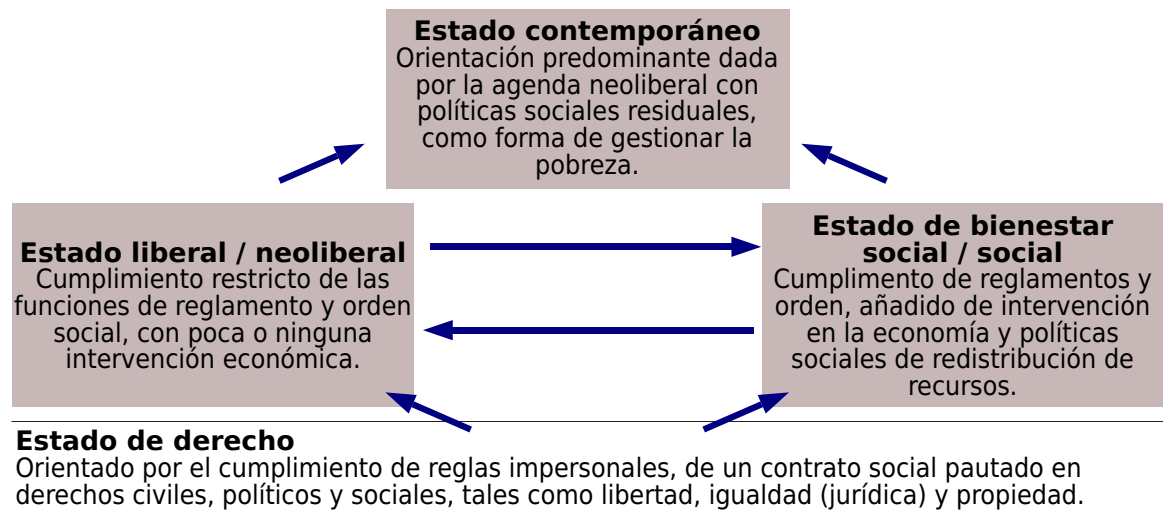 Estado contemporáneo
Orientación predominante dada
por la agenda neoliberal con
políticas sociales residuales,
como forma de gestionar la
pobreza.
Estado liberal / neoliberal
Cumplimiento restricto de las
funciones de reglamento y orden
social, con poca o ninguna
intervención económica.
Estado de bienestar
social / social
Cumplimento de reglamentos y
orden, añadido de intervención
en la economía y políticas
sociales de redistribución de
recursos.
Estado de derecho
Orientado por el cumplimiento de reglas impersonales, de un contrato social pautado en
derechos civiles, políticos y sociales, tales como libertad, igualdad (jurídica) y propiedad.